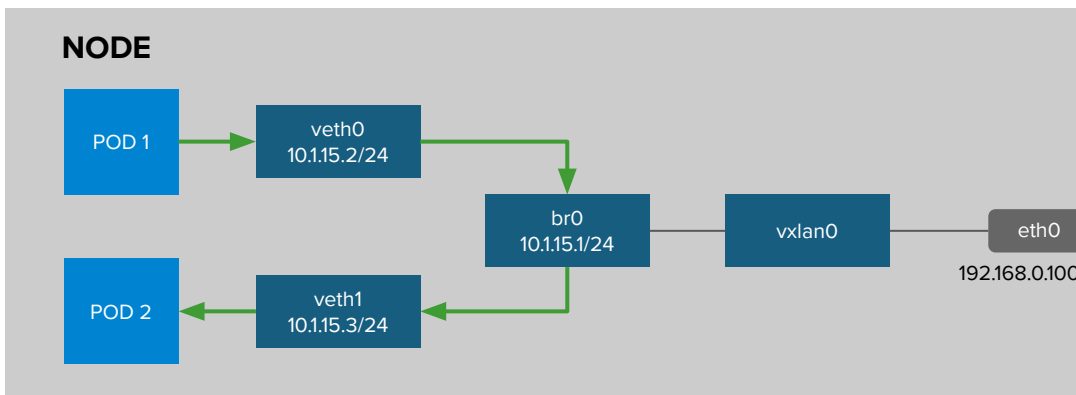 NODE
POD 1
veth0
10.1.15.2/24
br0
10.1.15.1/24
vxlan0
eth0
192.168.0.100
POD 2
veth1
10.1.15.3/24